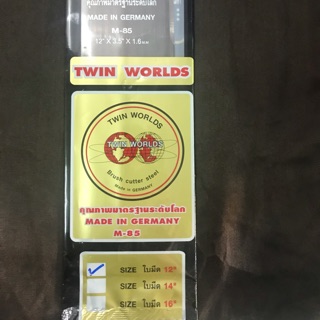 คุณภาพมาตรฐานระดับโลก
MADE IN GERMANY
M-85
12" X 3.5" X 1.6มม
TWIN WORLDS
TWIN WORLDS
TWIN WORLDS
Brush cutter steel
Made in GERMANY
คุณภาพมาตรฐานระดับโลก
MADE IN GERMANY
M-85
SIZE ใบมีด 12"
SIZE ใบมีด 14"
SIZE ใบมีด 16"